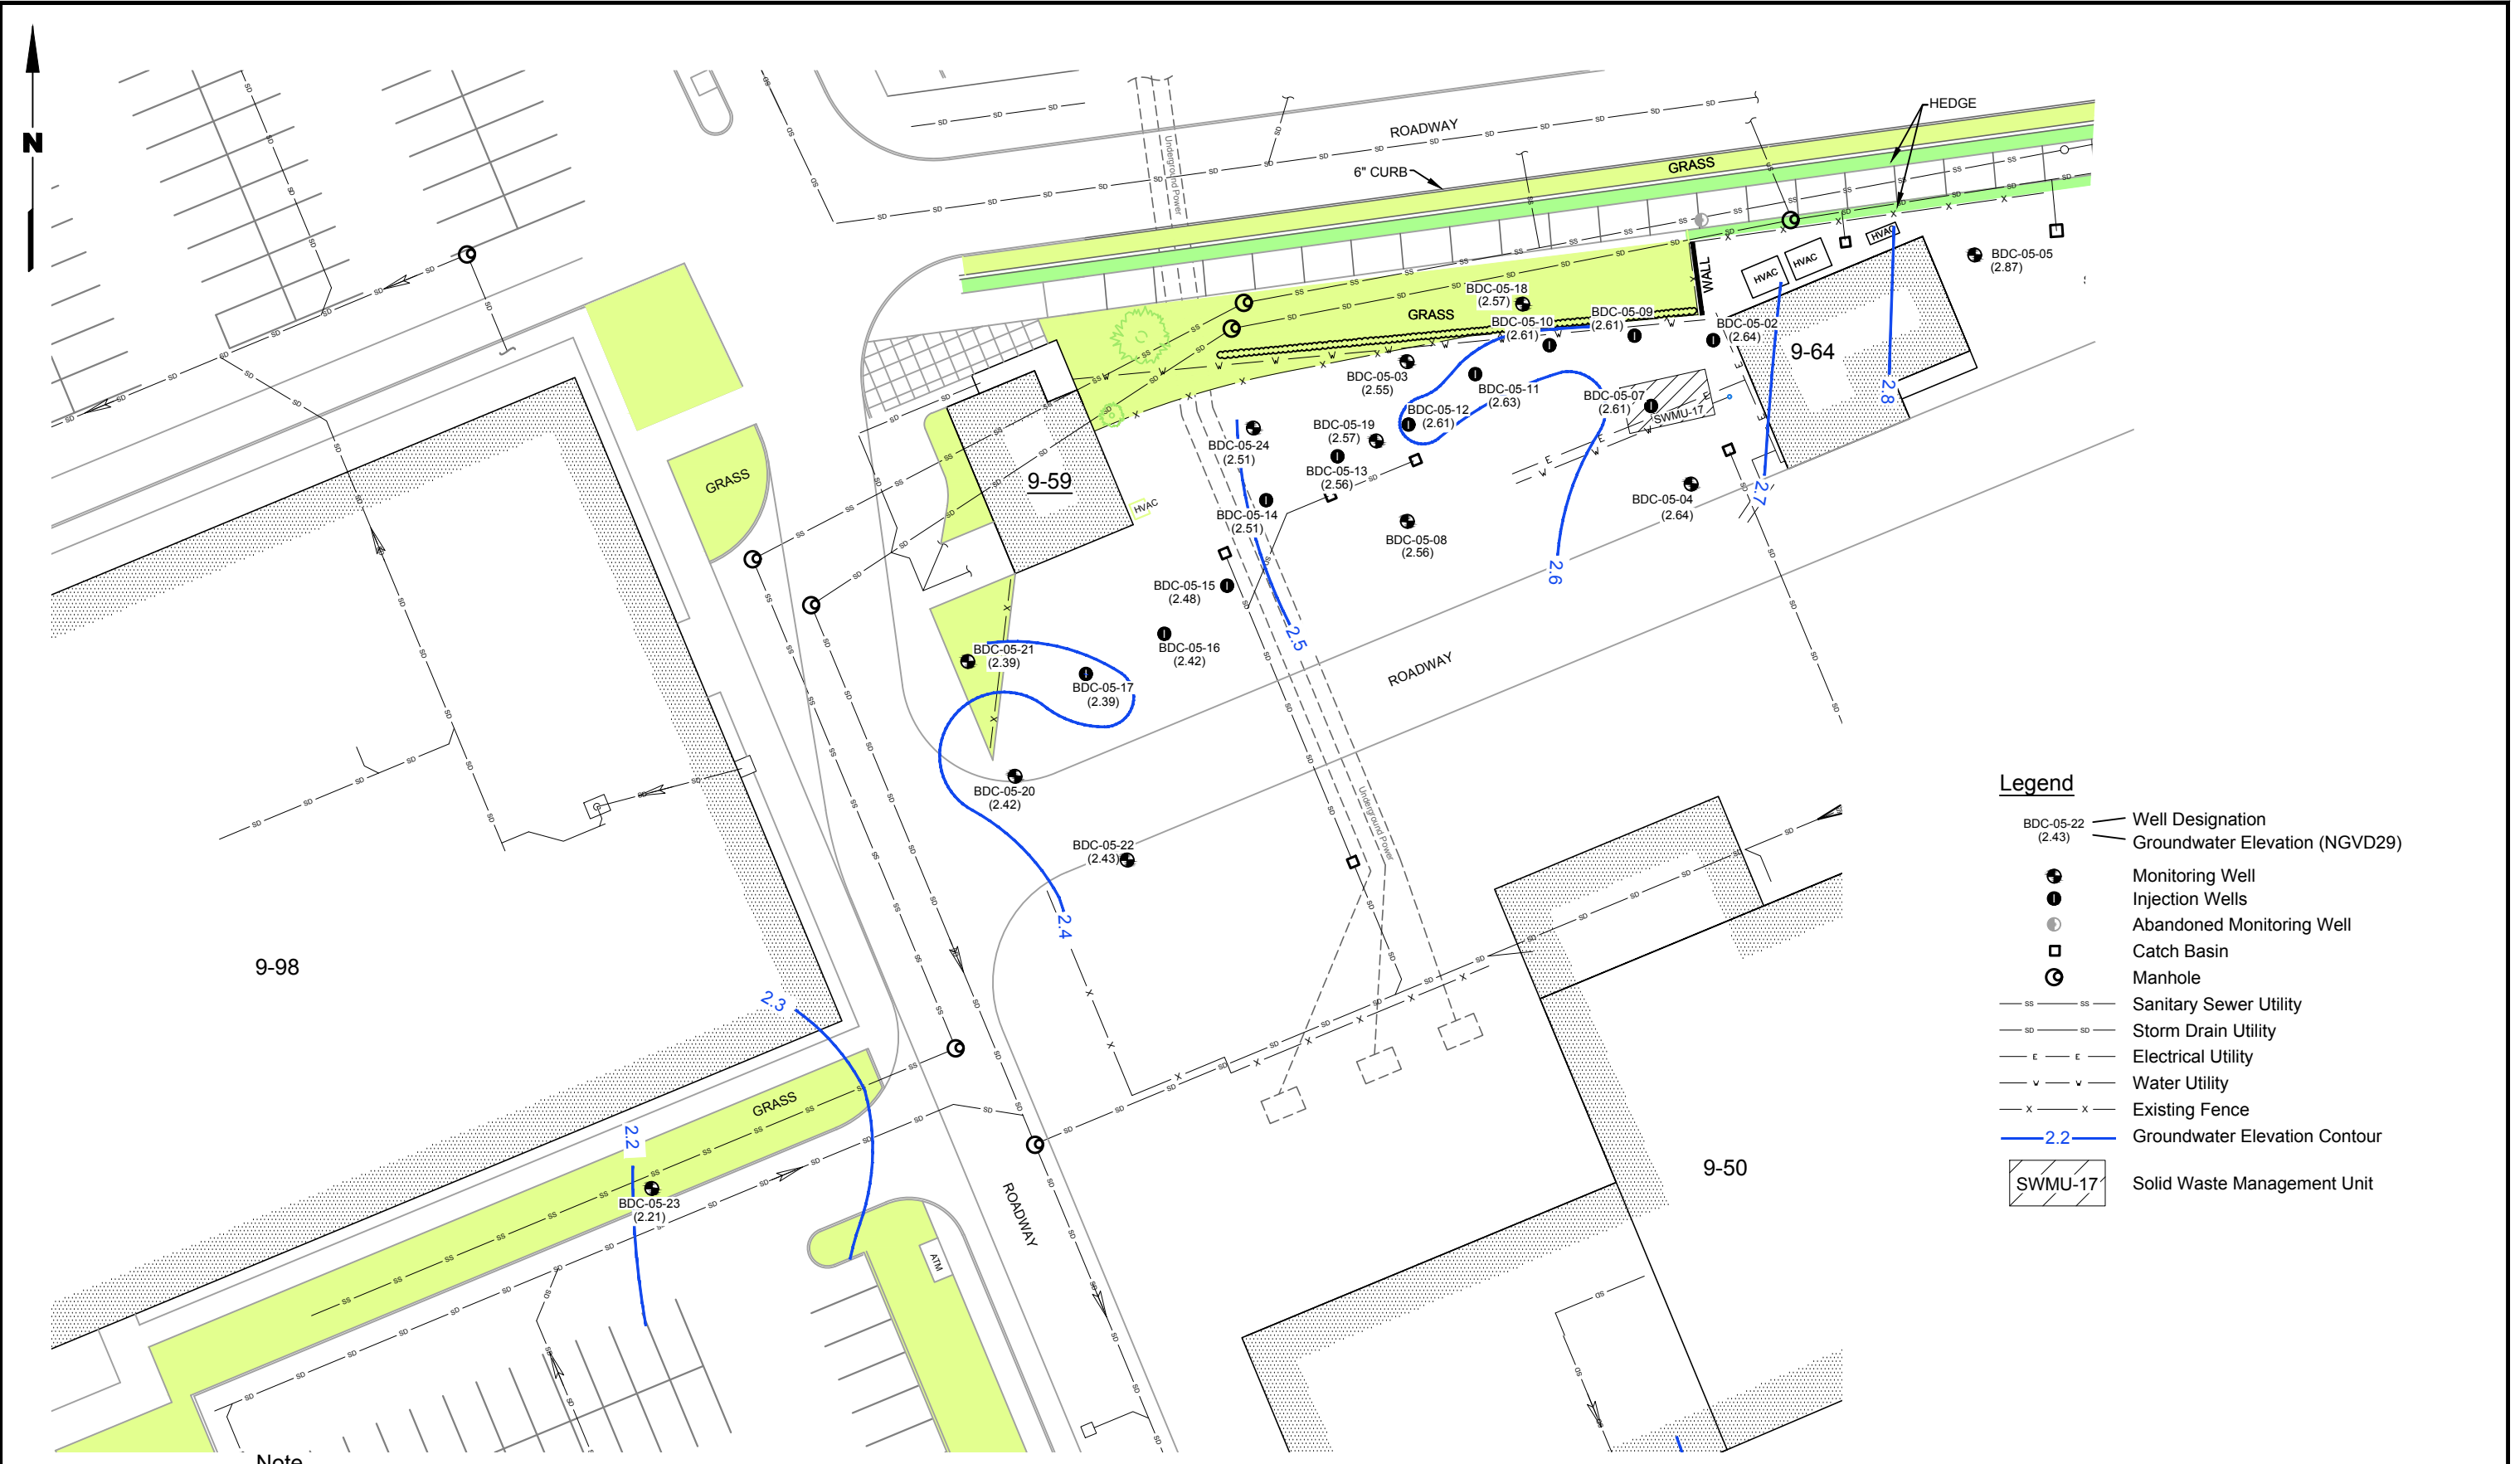 N
HEDGE
ROADWAY
6" CURB
GRASS
Underground Power
WALL
HVAC
HVAC
HVAC
BDC-05-05
(2.87)
BDC-05-18
(2.57)
GRASS
BDC-05-10
(2.61)
BDC-05-09
(2.61)
BDC-05-02
(2.64)
9-64
2.8
BDC-05-03
(2.55)
BDC-05-11
(2.63)
BDC-05-07
(2.61)
SWMU-17
BDC-05-12
(2.61)
BDC-05-19
(2.57)
BDC-05-24
(2.51)
BDC-05-13
(2.56)
9-59
HVAC
GRASS
BDC-05-14
(2.51)
BDC-05-04
(2.64)
2.7
BDC-05-08
(2.56)
2.6
BDC-05-15
(2.48)
2.5
BDC-05-16
(2.42)
BDC-05-21
(2.39)
BDC-05-17
(2.39)
ROADWAY
BDC-05-20
(2.42)
Underground Power
BDC-05-22
(2.43)
2.4
9-98
2.3
GRASS
2.2
BDC-05-23
(2.21)
ROADWAY
ATM
9-50
Legend
BDC-05-22
(2.43)
Well Designation
Groundwater Elevation (NGVD29)
Monitoring Well
Injection Wells
Abandoned Monitoring Well
Catch Basin
Manhole
SS SS Sanitary Sewer Utility
SD SD Storm Drain Utility
E E Electrical Utility
W W Water Utility
X X Existing Fence
2.2 Groundwater Elevation Contour
SWMU-17 Solid Waste Management Unit
Note